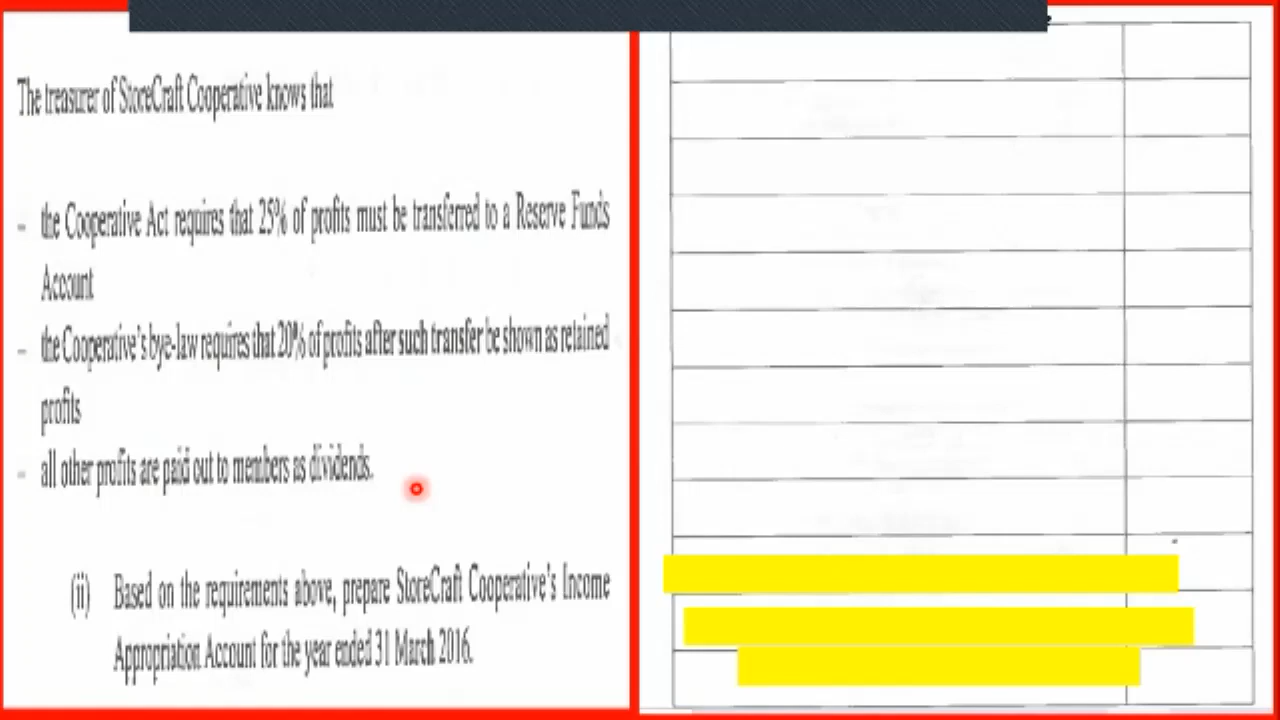 The treasurer of StoreCraft Cooperative knows that
- the Cooperative Act requires that 25% of profits must be transferred to a Reserve Funds
Account
- the Cooperative's bye-law requires that 20% of profits after such transfer be shown as retained
profits
- all other profits are paid out to members as dividends.
(ii) Based on the requirements above, prepare StoreCraft Cooperative's Income
Appropriation Account for the year ended 31 March 2016.